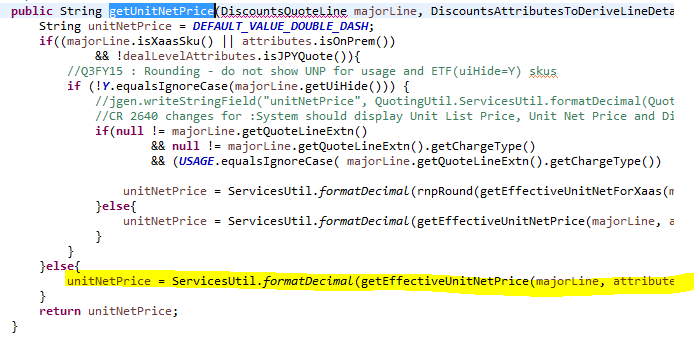 public String getUnitNetPrice(DiscountsQuoteLine majorLine, DiscountsAttributesToDeriveLineDeta
String unitNetPrice = DEFAULT_VALUE_DOUBLE_DASH;
if((majorLine.isXaasSku() || attributes.isOnPrem())
&& !dealLevelAttributes.isJPYQuote()){
//Q3FY15 : Rounding - do not show UNP for usage and ETF(uiHide=Y) skus
if (!Y.equalsIgnoreCase(majorLine.getUiHide())) {
//jgen.writeStringField("unitNetPrice", QuotingUtil.ServicesUtil.formatDecimal(Quot
//CR 2640 changes for :System should display Unit List Price, Unit Net Price and Di
if(null != majorLine.getQuoteLineExtn()
&& null != majorLine.getQuoteLineExtn().getChargeType()
&& (USAGE.equalsIgnoreCase( majorLine.getQuoteLineExtn().getChargeType())
unitNetPrice = ServicesUtil.formatDecimal(rnpRound(getEffectiveUnitNetForXaas(m
}else{
unitNetPrice = ServicesUtil.formatDecimal(getEffectiveUnitNetPrice(majorLine, a
}
}
}else{
unitNetPrice = ServicesUtil.formatDecimal(getEffectiveUnitNetPrice(majorLine, attribute
}
return unitNetPrice;
}